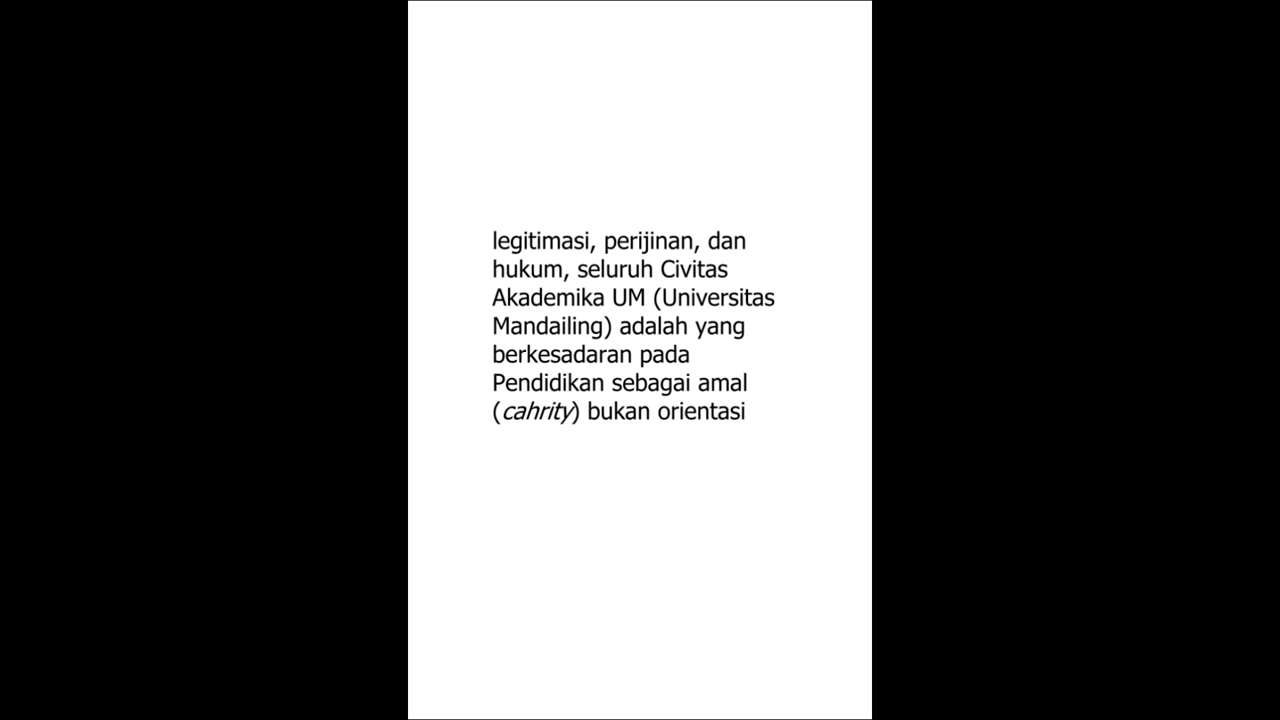 legitimasi, perijinan, dan
hukum, seluruh Civitas
Akademika UM (Universitas
Mandailing) adalah yang
berkesadaran pada
Pendidikan sebagai amal
(cahrity) bukan orientasi